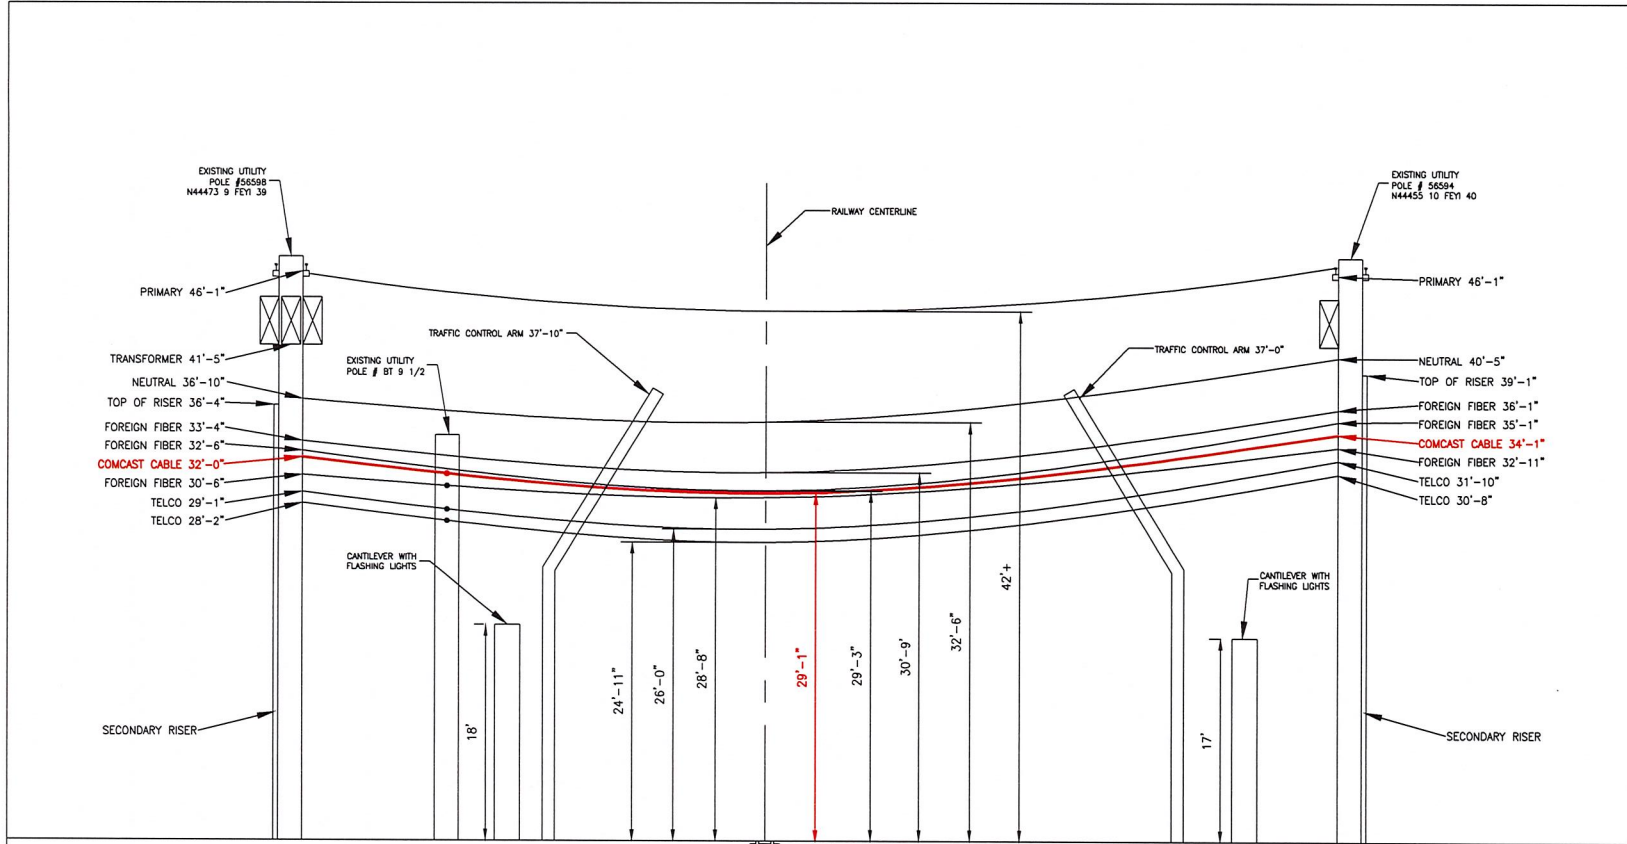 EXISTING UTILITY
POLE #56598
N44473 9 FEYI 39
EXISTING UTILITY
POLE # 56594
N44455 10 FEYI 40
RAILWAY CENTERLINE
PRIMARY 46'-1"
TRANSFORMER 41'-5"
NEUTRAL 36'-10"
TOP OF RISER 36'-4"
FOREIGN FIBER 33'-4"
FOREIGN FIBER 32'-6"
COMCAST CABLE 32'-0"
FOREIGN FIBER 30'-6"
TELCO 29'-1"
TELCO 28'-2"
EXISTING UTILITY
POLE # BT 9 1/2
TRAFFIC CONTROL ARM 37'-10"
TRAFFIC CONTROL ARM 37'-0"
PRIMARY 46'-1"
NEUTRAL 40'-5"
TOP OF RISER 39'-1"
FOREIGN FIBER 36'-1"
FOREIGN FIBER 35'-1"
COMCAST CABLE 34'-1"
FOREIGN FIBER 32'-11"
TELCO 31'-10"
TELCO 30'-8"
CANTILEVER WITH
FLASHING LIGHTS
CANTILEVER WITH
FLASHING LIGHTS
18'
24'-11"
26'-0"
28'-8"
29'-1"
29'-3"
30'-9'
32'-6"
42'+
17'
SECONDARY RISER
SECONDARY RISER